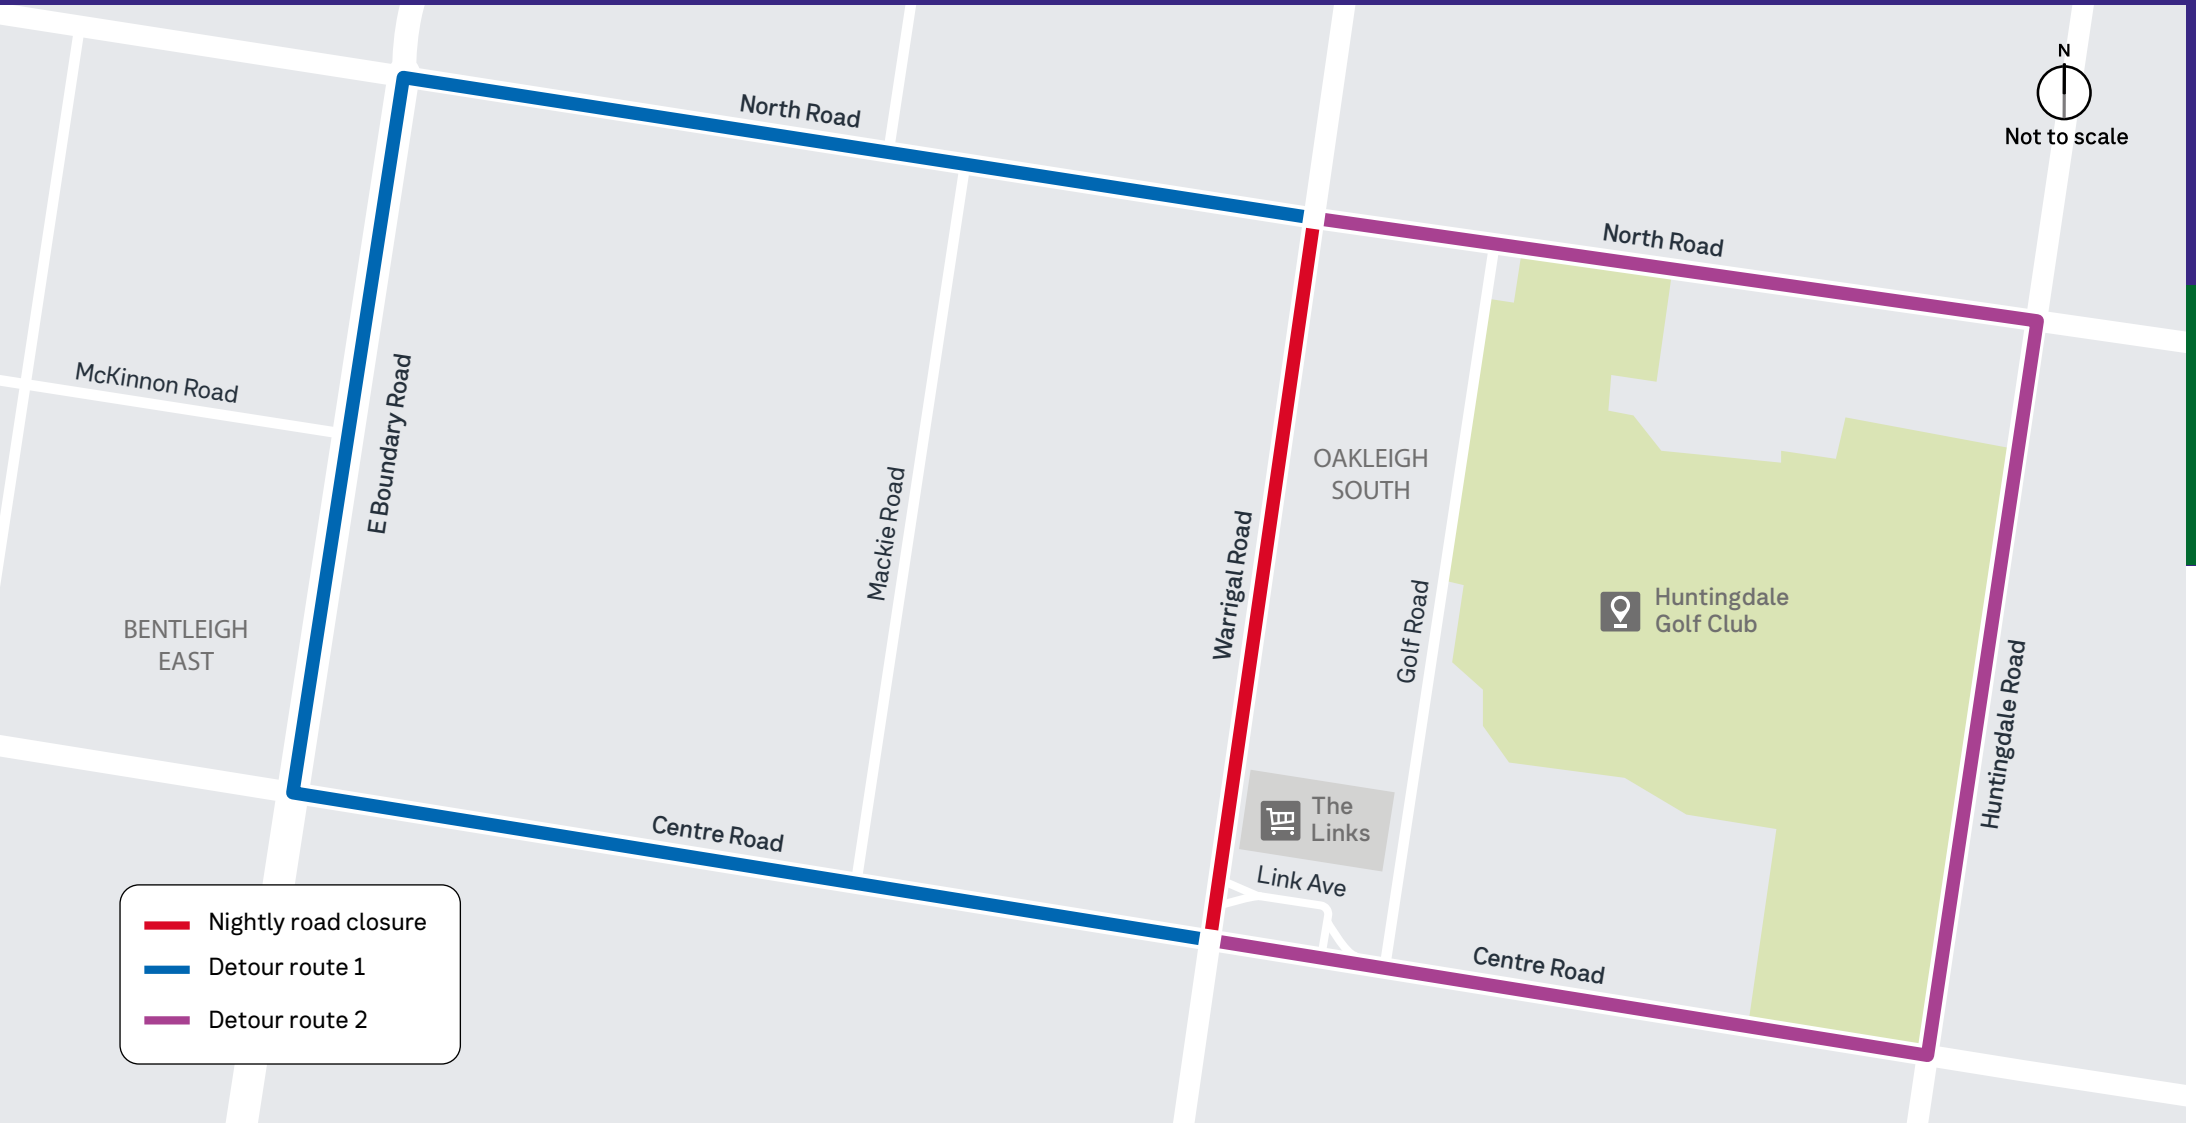 N
Not to scale
North Road
North Road
McKinnon Road
E Boundary Road
Mackie Road
Warrigal Road
OAKLEIGH
SOUTH
Golf Road
Huntingdale
Golf Club
Huntingdale Road
BENTLEIGH
EAST
The
Links
Link Ave
Centre Road
Centre Road
Nightly road closure
Detour route 1
Detour route 2